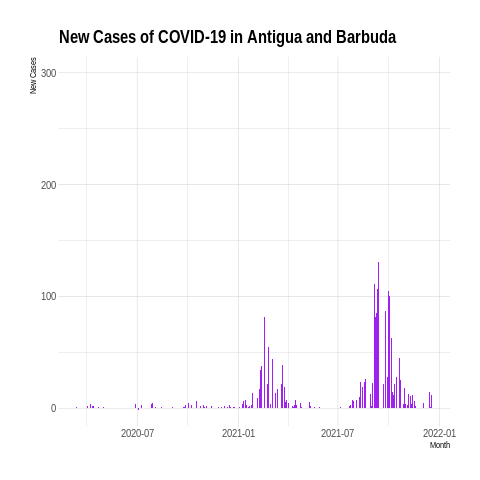 New Cases of COVID-19 in Antigua and Barbuda
New Cases
300
200
100
0
2020-07
2021-01
2021-07
2022-01
Month